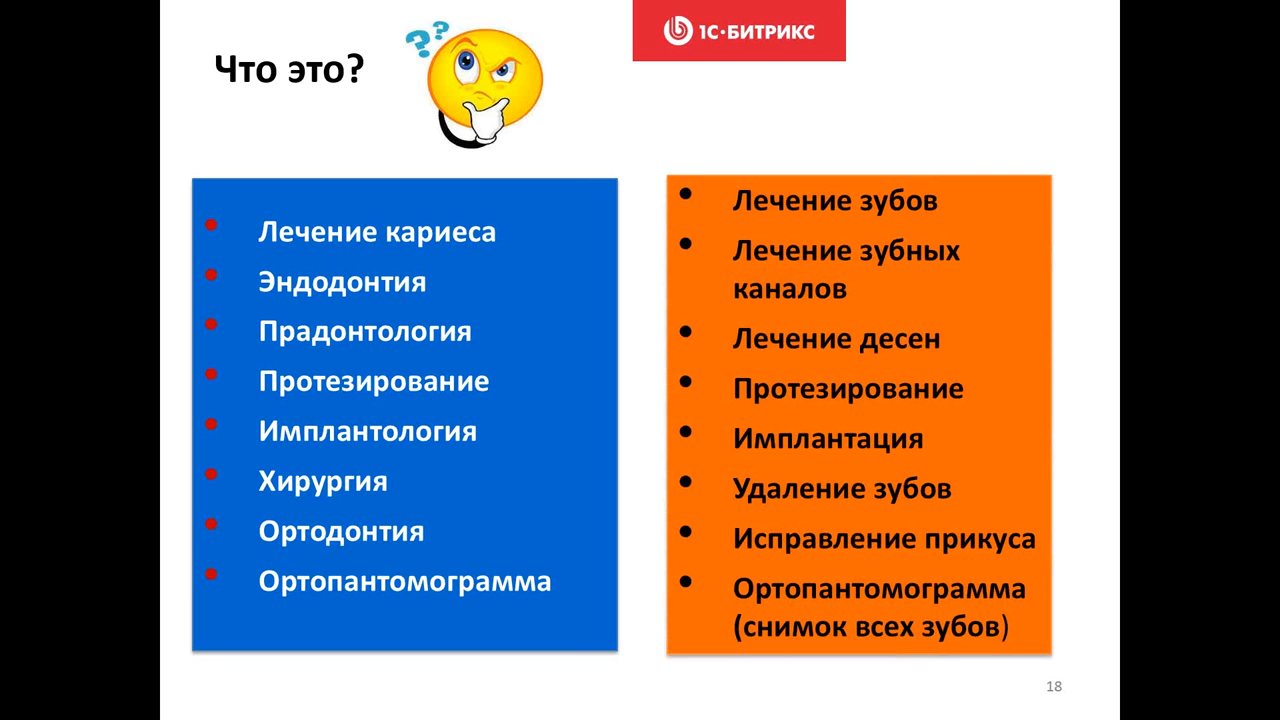 Что это?
??
1С·БИТРИКС
Лечение кариеса
Эндодонтия
Прадонтология
Протезирование
Имплантология
Хирургия
Ортодонтия
Ортопантомограмма
Лечение зубов
Лечение зубных
каналов
Лечение десен
Протезирование
Имплантация
Удаление зубов
Исправление прикуса
Ортопантомограмма
(снимок всех зубов)
18